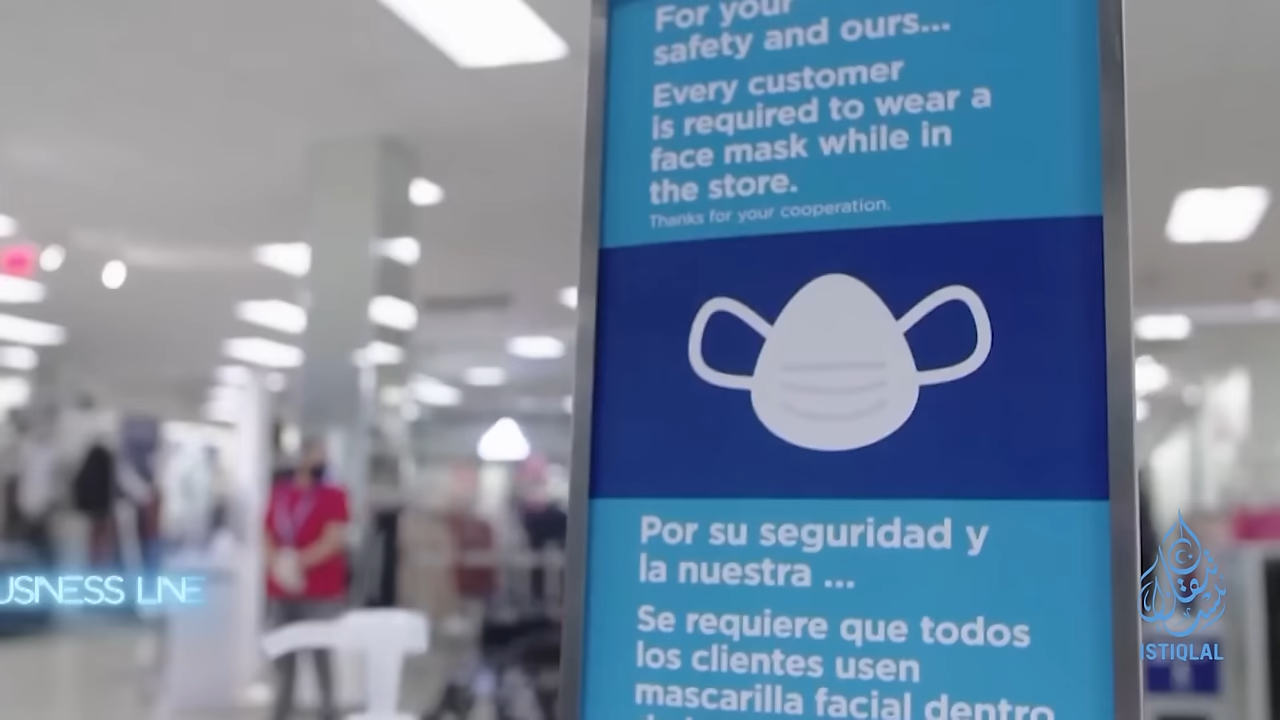 For your
safety and ours...
Every customer
is required to wear a
face mask while in
the store.
Thanks for your cooperation.
Por su seguridad y
la nuestra ...
Se requiere que todos
los clientes usen
mascarilla facial dentro
USINESS LINE
ISTIQLAL